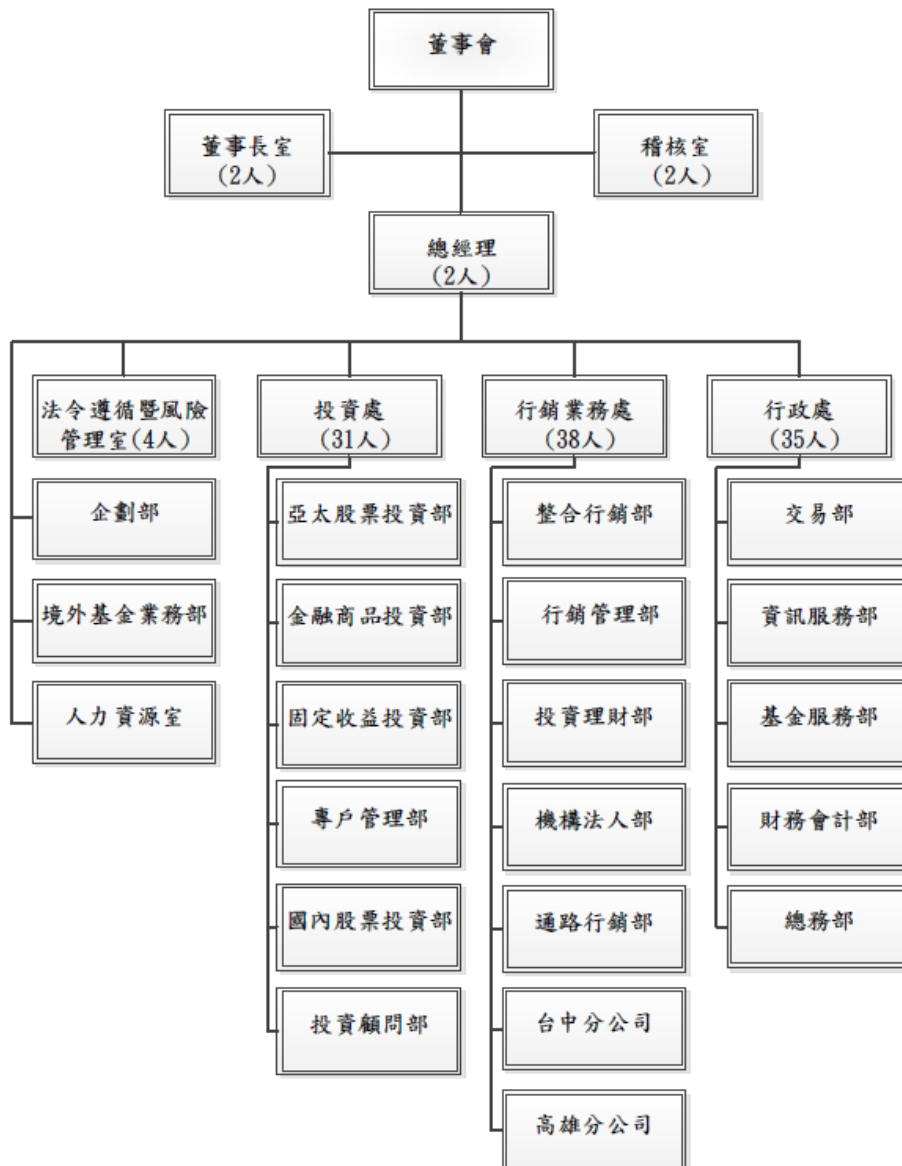 董事會
董事長室
(2人)
稽核室
(2人)
總經理
(2人)
法令遵循暨風險
管理室(4人)
投資處
(31人)
行銷業務處
(38人)
行政處
(35人)
企劃部
亞太股票投資部
整合行銷部
交易部
境外基金業務部
金融商品投資部
行銷管理部
資訊服務部
人力資源室
固定收益投資部
投資理財部
基金服務部
專戶管理部
機構法人部
財務會計部
國內股票投資部
通路行銷部
總務部
投資顧問部
台中分公司
高雄分公司